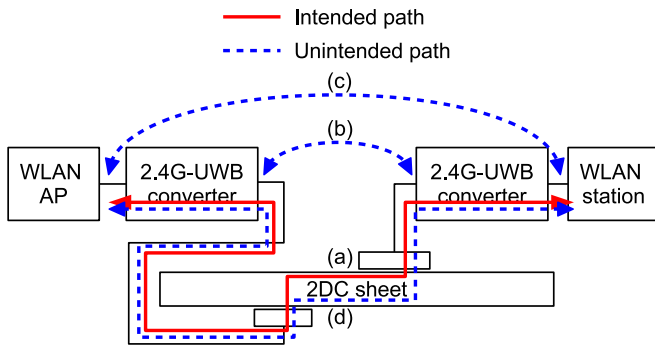 Intended path
Unintended path
(c)
(b)
WLAN
AP
2.4G-UWB
converter
2.4G-UWB
converter
WLAN
station
(a)
2DC sheet
(d)